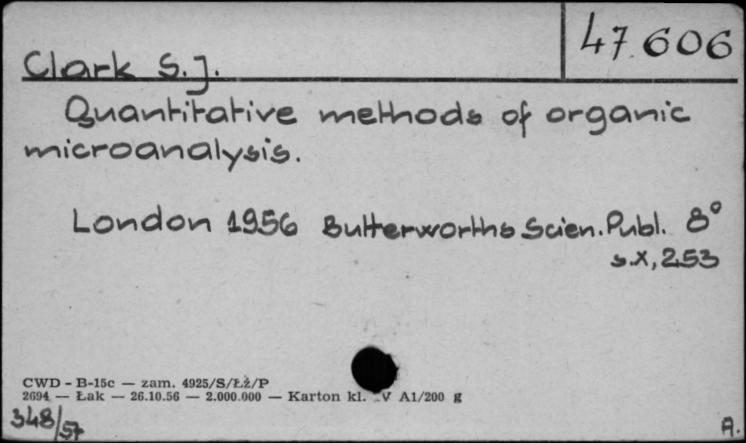 47.606
Clark S.J.
Quantitative methods of organic
microanalysis.
London 1956 Butterworths Scien. Publ. 8°
s.X, 253
CWD - B-15c — zam. 4925/S/ŁŻ/P
2694 — Łak — 26.10.56 — 2.000.000 — Karton kl. V A1/200 g
348/57
A.